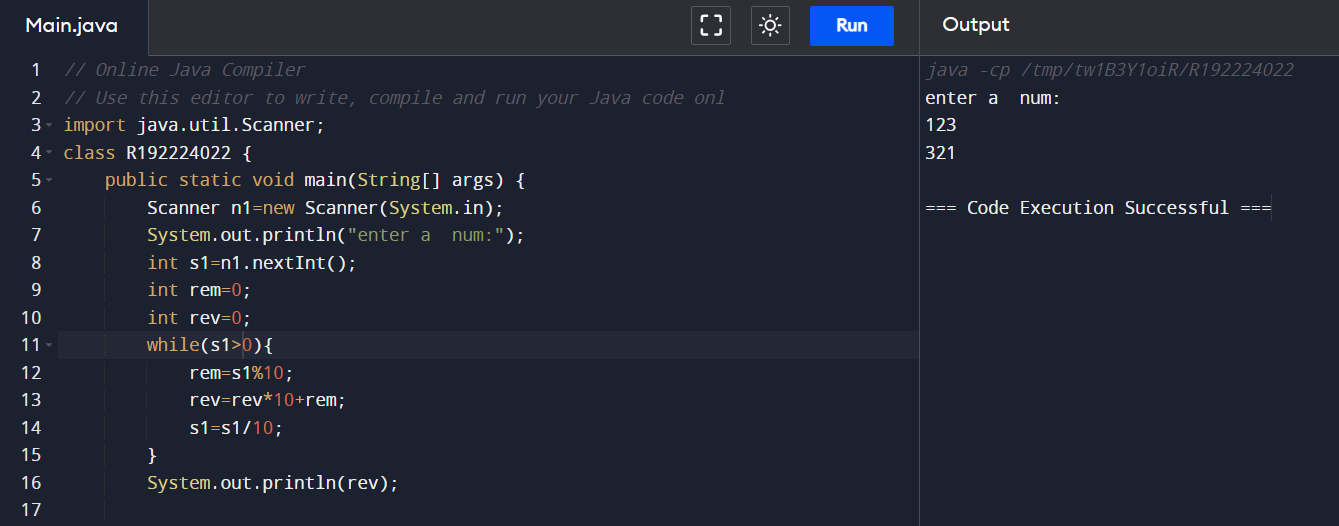 Main.java
Run
Output
1 // Online Java Compiler
2 // Use this editor to write, compile and run your Java code onl
3 import java.util.Scanner;
4 class R192224022 {
5     public static void main(String[] args) {
6         Scanner n1=new Scanner(System.in);
7         System.out.println("enter a  num:");
8         int s1=n1.nextInt();
9         int rem=0;
10         int rev=0;
11         while(s1>0){
12             rem=s1%10;
13             rev=rev*10+rem;
14             s1=s1/10;
15         }
16         System.out.println(rev);
17
java -cp /tmp/tw1B3Y1oiR/R192224022
enter a  num:
123
321
=== Code Execution Successful ===